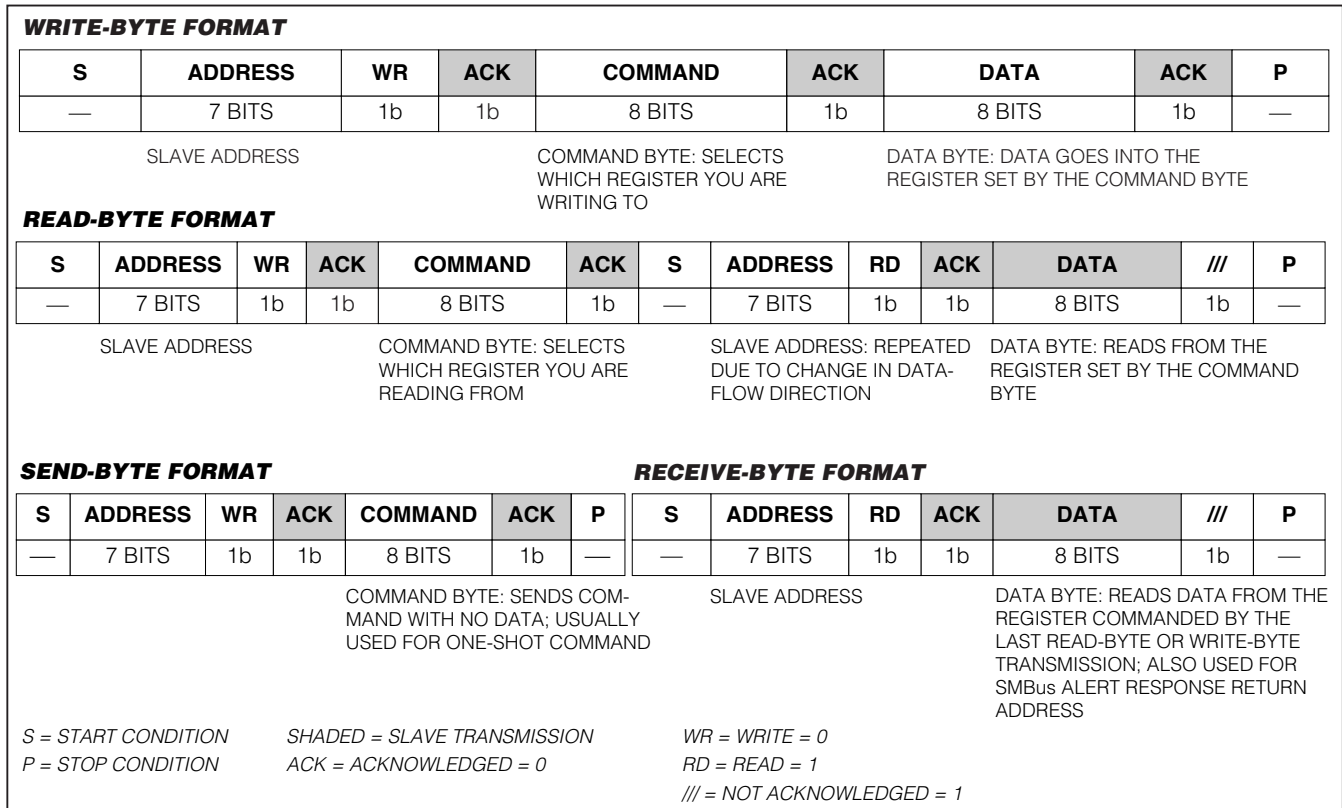 WRITE-BYTE FORMAT
S ADDRESS WR ACK COMMAND ACK DATA ACK P
— 7 BITS 1b 1b 8 BITS 1b 8 BITS 1b —
SLAVE ADDRESS
COMMAND BYTE: SELECTS
WHICH REGISTER YOU ARE
WRITING TO
DATA BYTE: DATA GOES INTO THE
REGISTER SET BY THE COMMAND BYTE
READ-BYTE FORMAT
S ADDRESS WR ACK COMMAND ACK S ADDRESS RD ACK DATA /// P
— 7 BITS 1b 1b 8 BITS 1b — 7 BITS 1b 1b 8 BITS 1b —
SLAVE ADDRESS
COMMAND BYTE: SELECTS
WHICH REGISTER YOU ARE
READING FROM
SLAVE ADDRESS: REPEATED
DUE TO CHANGE IN DATA-
FLOW DIRECTION
DATA BYTE: READS FROM THE
REGISTER SET BY THE COMMAND
BYTE
SEND-BYTE FORMAT
S ADDRESS WR ACK COMMAND ACK P
— 7 BITS 1b 1b 8 BITS 1b —
COMMAND BYTE: SENDS COM-
MAND WITH NO DATA; USUALLY
USED FOR ONE-SHOT COMMAND
RECEIVE-BYTE FORMAT
S ADDRESS RD ACK DATA /// P
— 7 BITS 1b 1b 8 BITS 1b —
SLAVE ADDRESS
DATA BYTE: READS DATA FROM THE
REGISTER COMMANDED BY THE
LAST READ-BYTE OR WRITE-BYTE
TRANSMISSION; ALSO USED FOR
SMBus ALERT RESPONSE RETURN
ADDRESS
S = START CONDITION SHADED = SLAVE TRANSMISSION WR = WRITE = 0
P = STOP CONDITION ACK = ACKNOWLEDGED = 0 RD = READ = 1
/// = NOT ACKNOWLEDGED = 1